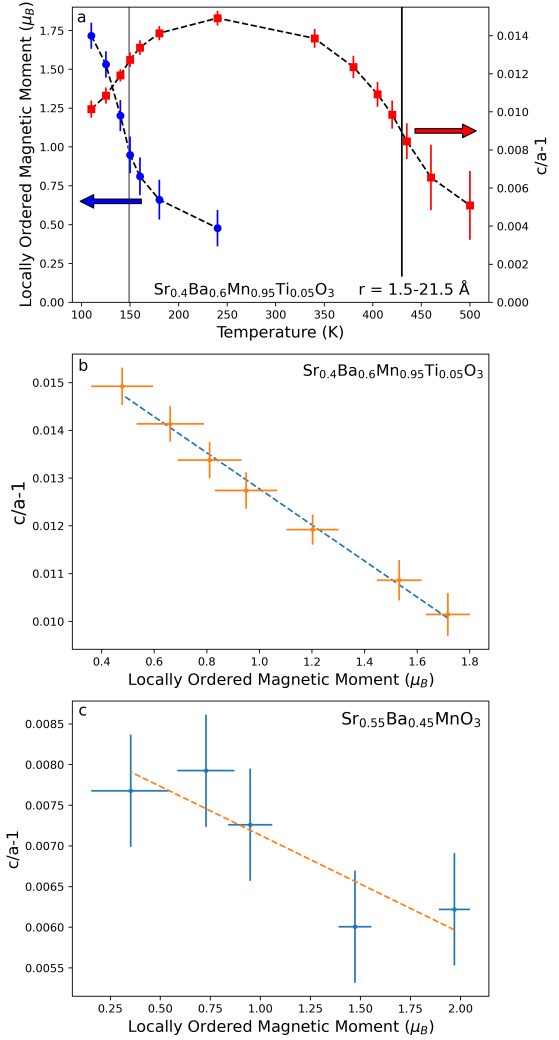 a
Locally Ordered Magnetic Moment (μ_B)
1.75
1.50
1.25
1.00
0.75
0.50
0.25
0.00
0.014
0.012
0.010
0.008
0.006
0.004
0.002
0.000
c/a-1
Sr0.4Ba0.6Mn0.95Ti0.05O3 r = 1.5-21.5 Å
100 150 200 250 300 350 400 450 500
Temperature (K)
b
Sr0.4Ba0.6Mn0.95Ti0.05O3
c/a-1
0.015
0.014
0.013
0.012
0.011
0.010
0.4 0.6 0.8 1.0 1.2 1.4 1.6 1.8
Locally Ordered Magnetic Moment (μ_B)
c
Sr0.55Ba0.45MnO3
c/a-1
0.0085
0.0080
0.0075
0.0070
0.0065
0.0060
0.0055
0.25 0.50 0.75 1.00 1.25 1.50 1.75 2.00
Locally Ordered Magnetic Moment (μ_B)